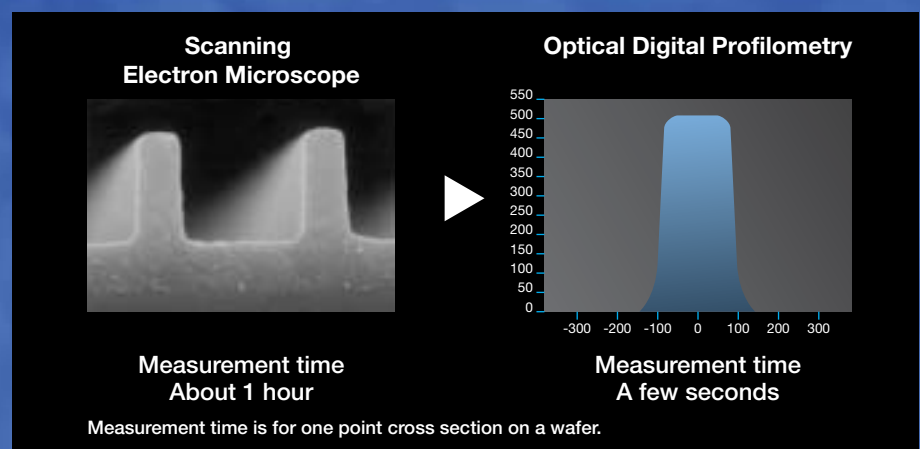 Scanning
Electron Microscope
Optical Digital Profilometry
550
500
450
400
350
300
250
200
150
100
50
0
-300 -200 -100 0 100 200 300
Measurement time
About 1 hour
Measurement time
A few seconds
Measurement time is for one point cross section on a wafer.